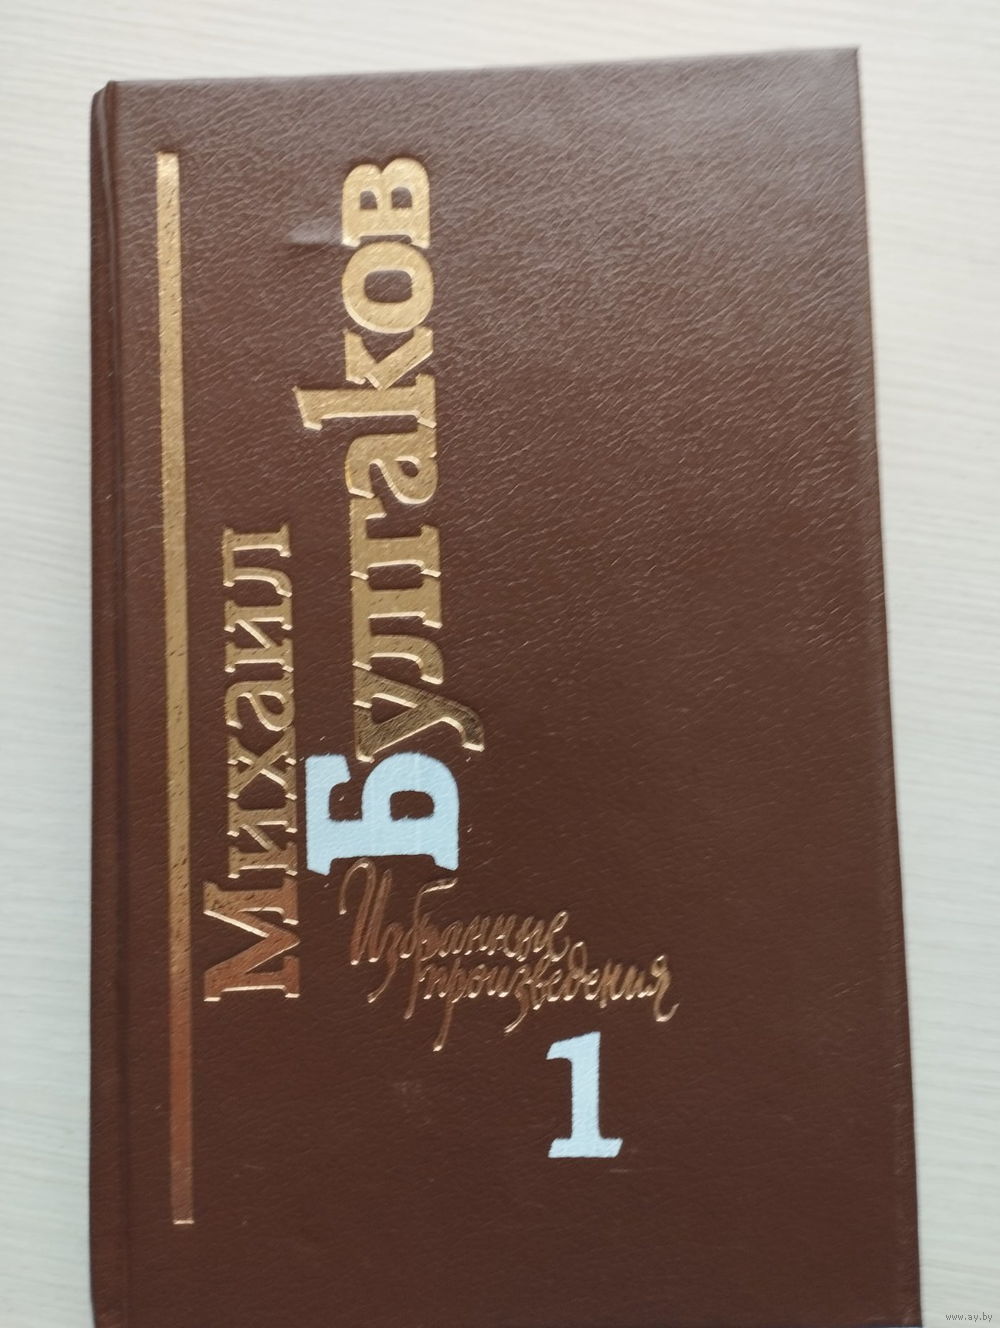 Михаил
Булгаков
Избранные
произведения
1
www.ay.by